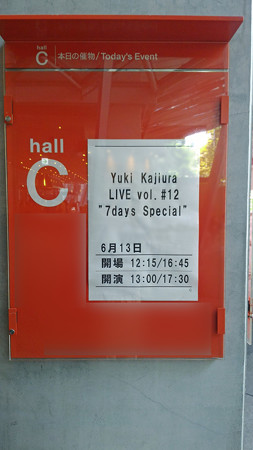 hall
C 本日の催物/Today's Event
hall
C
Yuki Kajiura
LIVE vol.#12
"7days Special"
6月13日
開場 12:15/16:45
開演 13:00/17:30